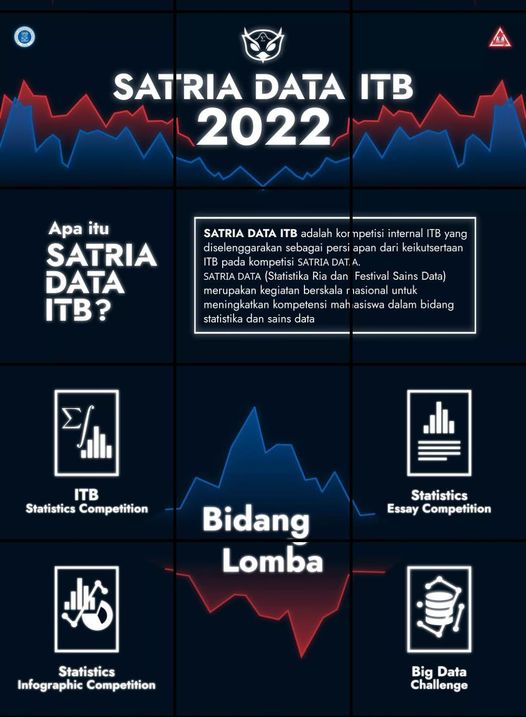 SATRIA DATA ITB
2022
Apa itu
SATRIA
DATA
ITB?
SATRIA DATA ITB adalah kompetisi internal ITB yang
diselenggarakan sebagai persiapan dari keikutsertaan
ITB pada kompetisi SATRIA DATA.
SATRIA DATA (Statistika Ria dan Festival Sains Data)
merupakan kegiatan berskala nasional untuk
meningkatkan kompetensi mahasiswa dalam bidang
statistika dan sains data
Σ∫
ITB
Statistics Competition
Statistics
Essay Competition
Bidang
Lomba
Statistics
Infographic Competition
Big Data
Challenge